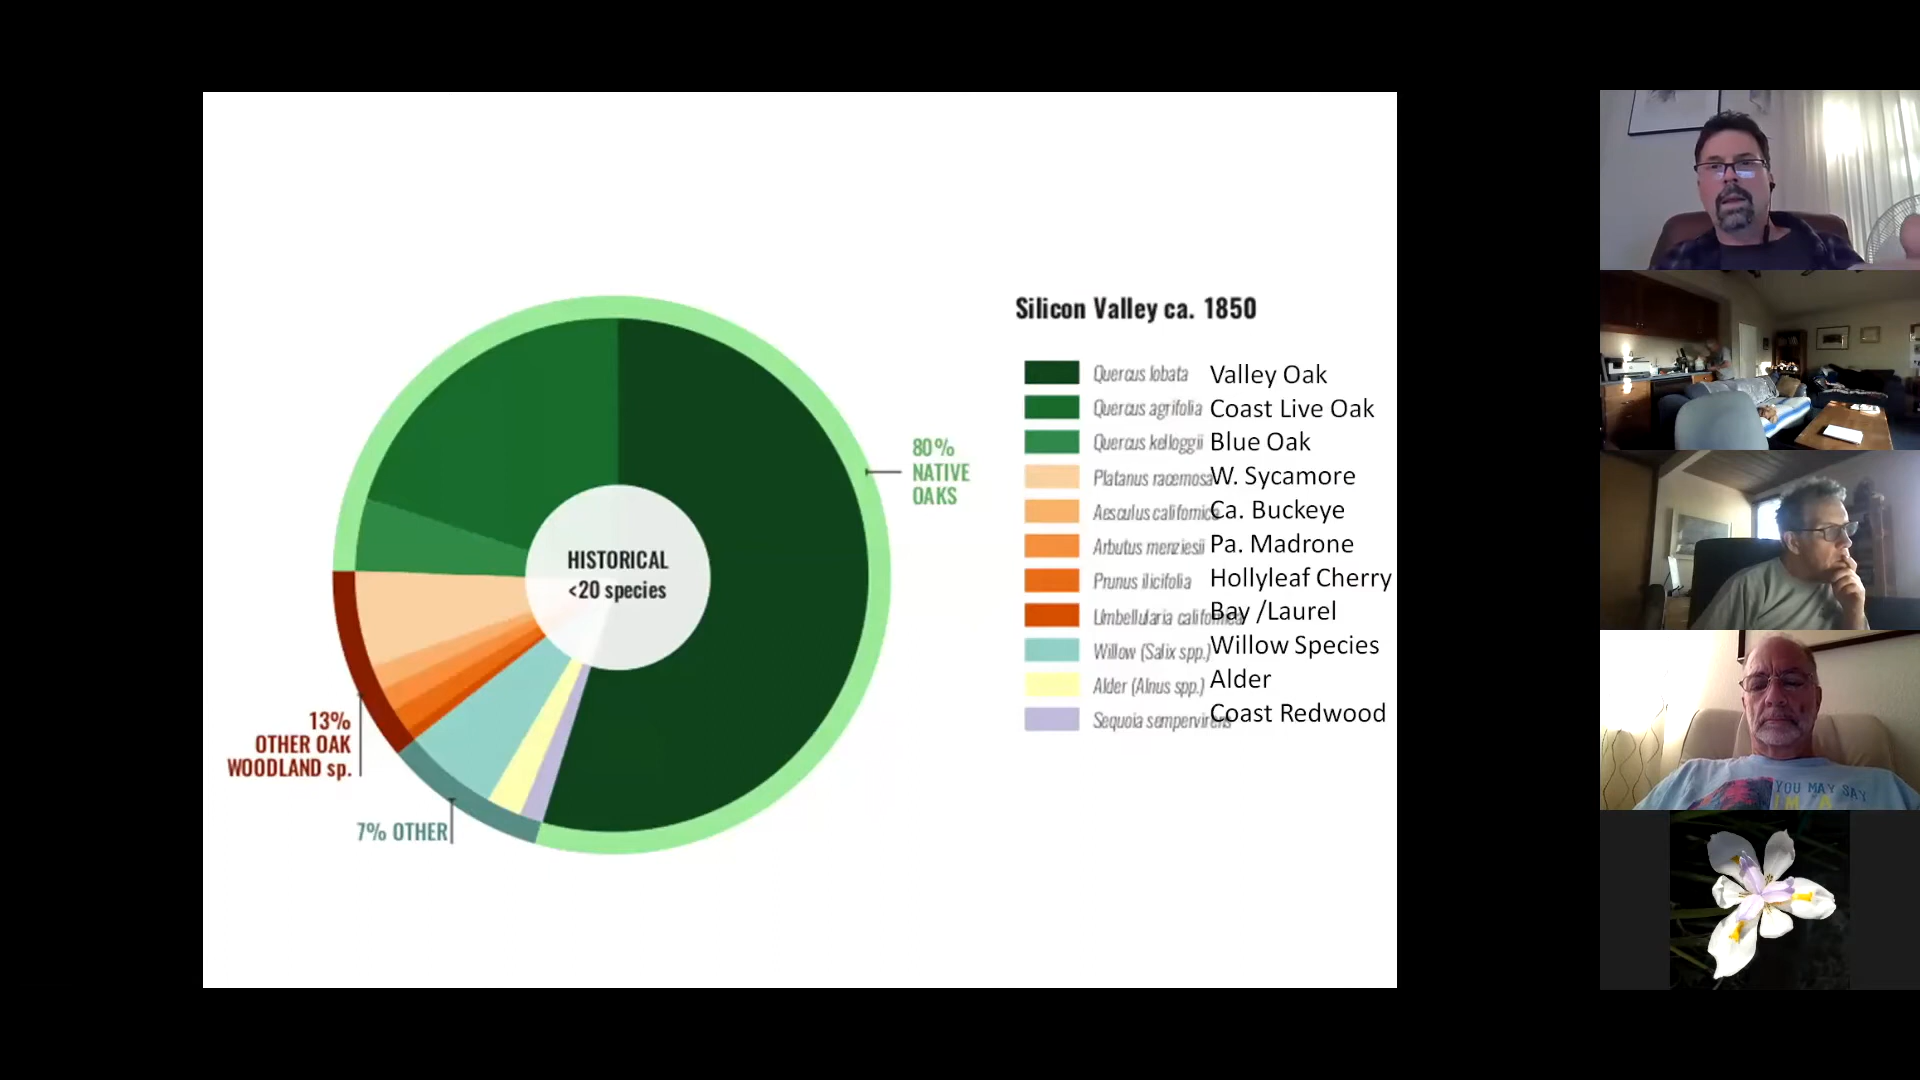 Silicon Valley ca. 1850
Quercus lobata Valley Oak
Quercus agrifolia Coast Live Oak
Quercus kelloggii Blue Oak
Platanus racemosa W. Sycamore
Aesculus californica Ca. Buckeye
Arbutus menziesii Pa. Madrone
Prunus ilicifolia Hollyleaf Cherry
Umbellularia californica Bay /Laurel
Willow (Salix spp.) Willow Species
Alder (Alnus spp.) Alder
Sequoia sempervirens Coast Redwood
80%
NATIVE
OAKS
HISTORICAL
<20 species
13%
OTHER OAK
WOODLAND sp.
7% OTHER
YOU MAY SAY
I'M A